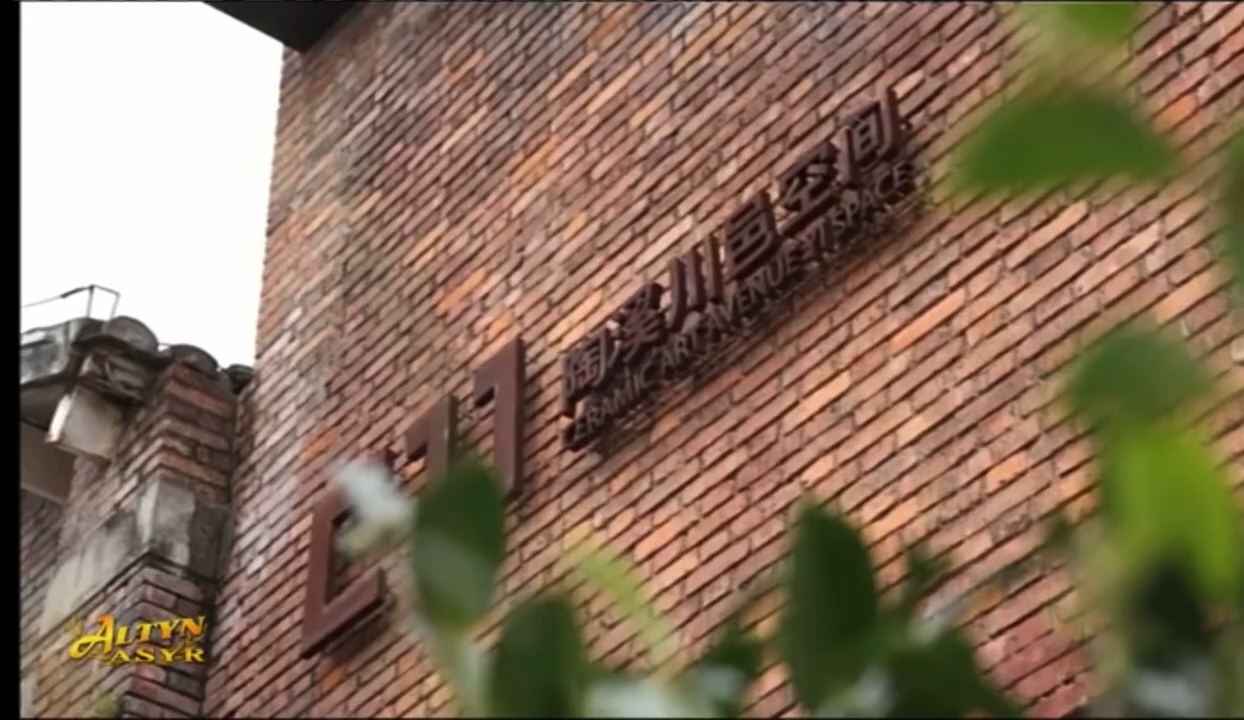 陶溪川邑空间
CERAMIC ART AVENUE YI SPACE
ALTYN
ASYR